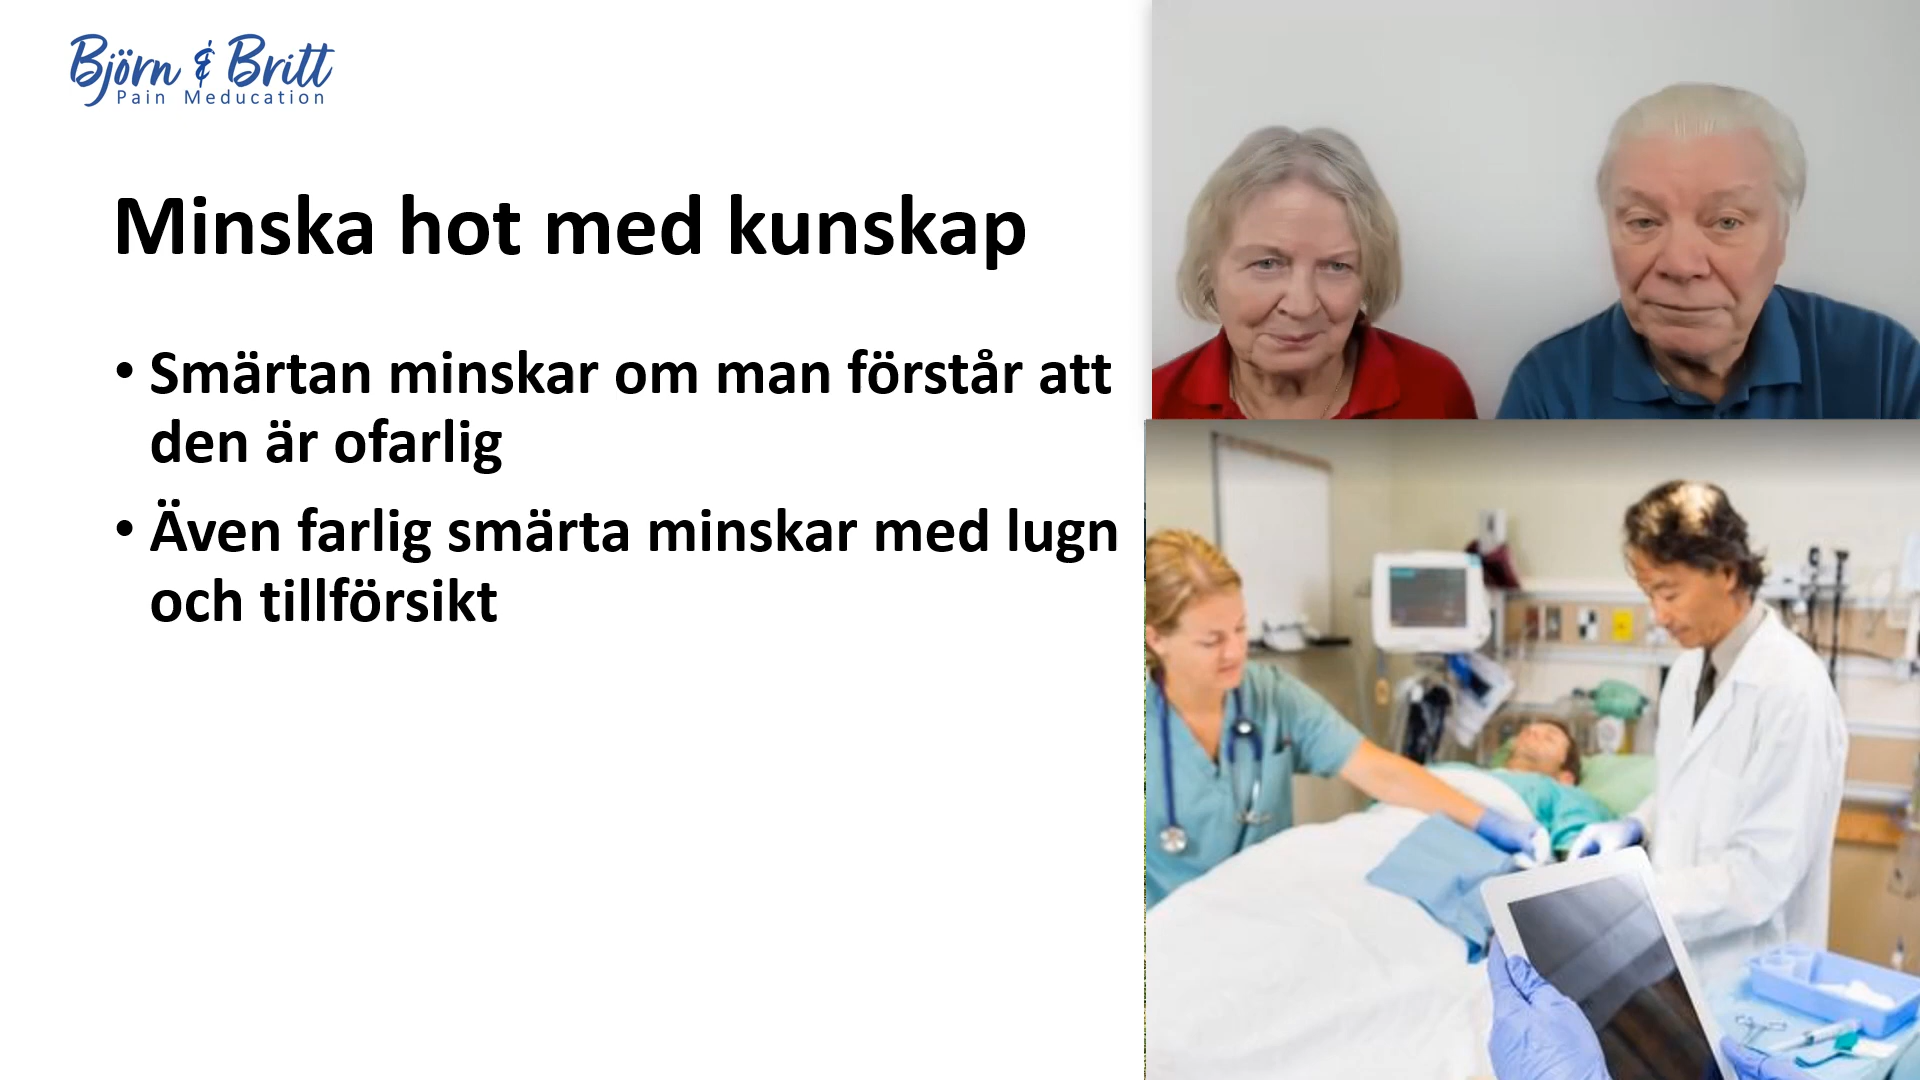 Björn & Britt
Pain Meducation
Minska hot med kunskap
• Smärtan minskar om man förstår att
den är ofarlig
• Även farlig smärta minskar med lugn
och tillförsikt